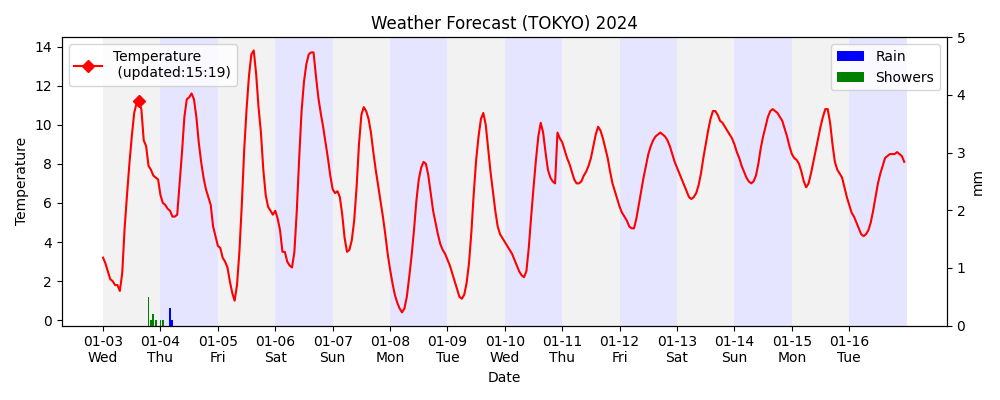 Weather Forecast (TOKYO) 2024
Temperature
(updated:15:19)
Rain
Showers
Temperature
14
12
10
8
6
4
2
0
mm
5
4
3
2
1
0
01-03 01-04 01-05 01-06 01-07 01-08 01-09 01-10 01-11 01-12 01-13 01-14 01-15 01-16
Wed Thu Fri Sat Sun Mon Tue Wed Thu Fri Sat Sun Mon Tue
Date